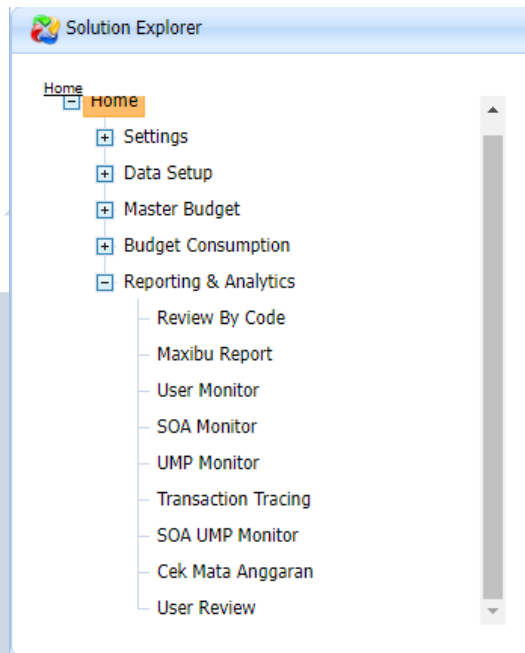 Solution Explorer
Home
Home
Settings
Data Setup
Master Budget
Budget Consumption
Reporting & Analytics
Review By Code
Maxibu Report
User Monitor
SOA Monitor
UMP Monitor
Transaction Tracing
SOA UMP Monitor
Cek Mata Anggaran
User Review